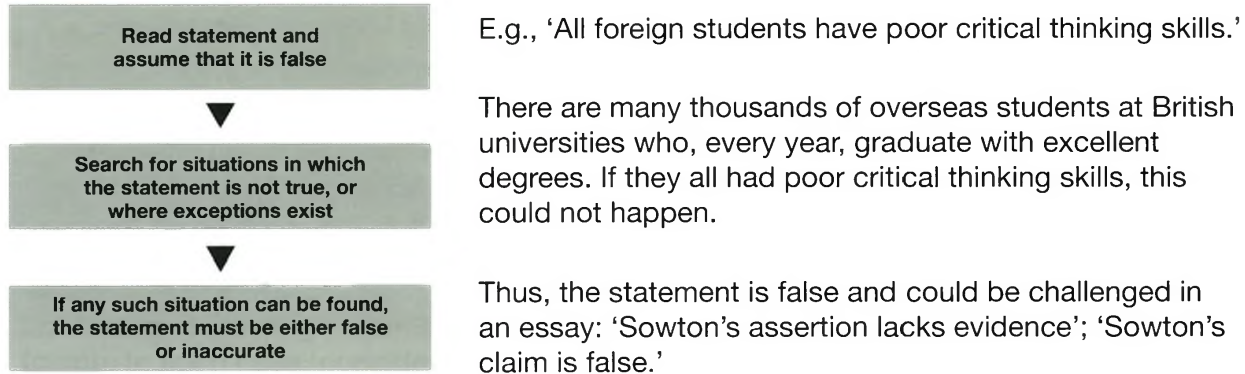 Read statement and
assume that it is false
E.g., ‘All foreign students have poor critical thinking skills.’
Search for situations in which
the statement is not true, or
where exceptions exist
There are many thousands of overseas students at British
universities who, every year, graduate with excellent
degrees. If they all had poor critical thinking skills, this
could not happen.
If any such situation can be found,
the statement must be either false
or inaccurate
Thus, the statement is false and could be challenged in
an essay: ‘Sowton’s assertion lacks evidence’; ‘Sowton’s
claim is false.’